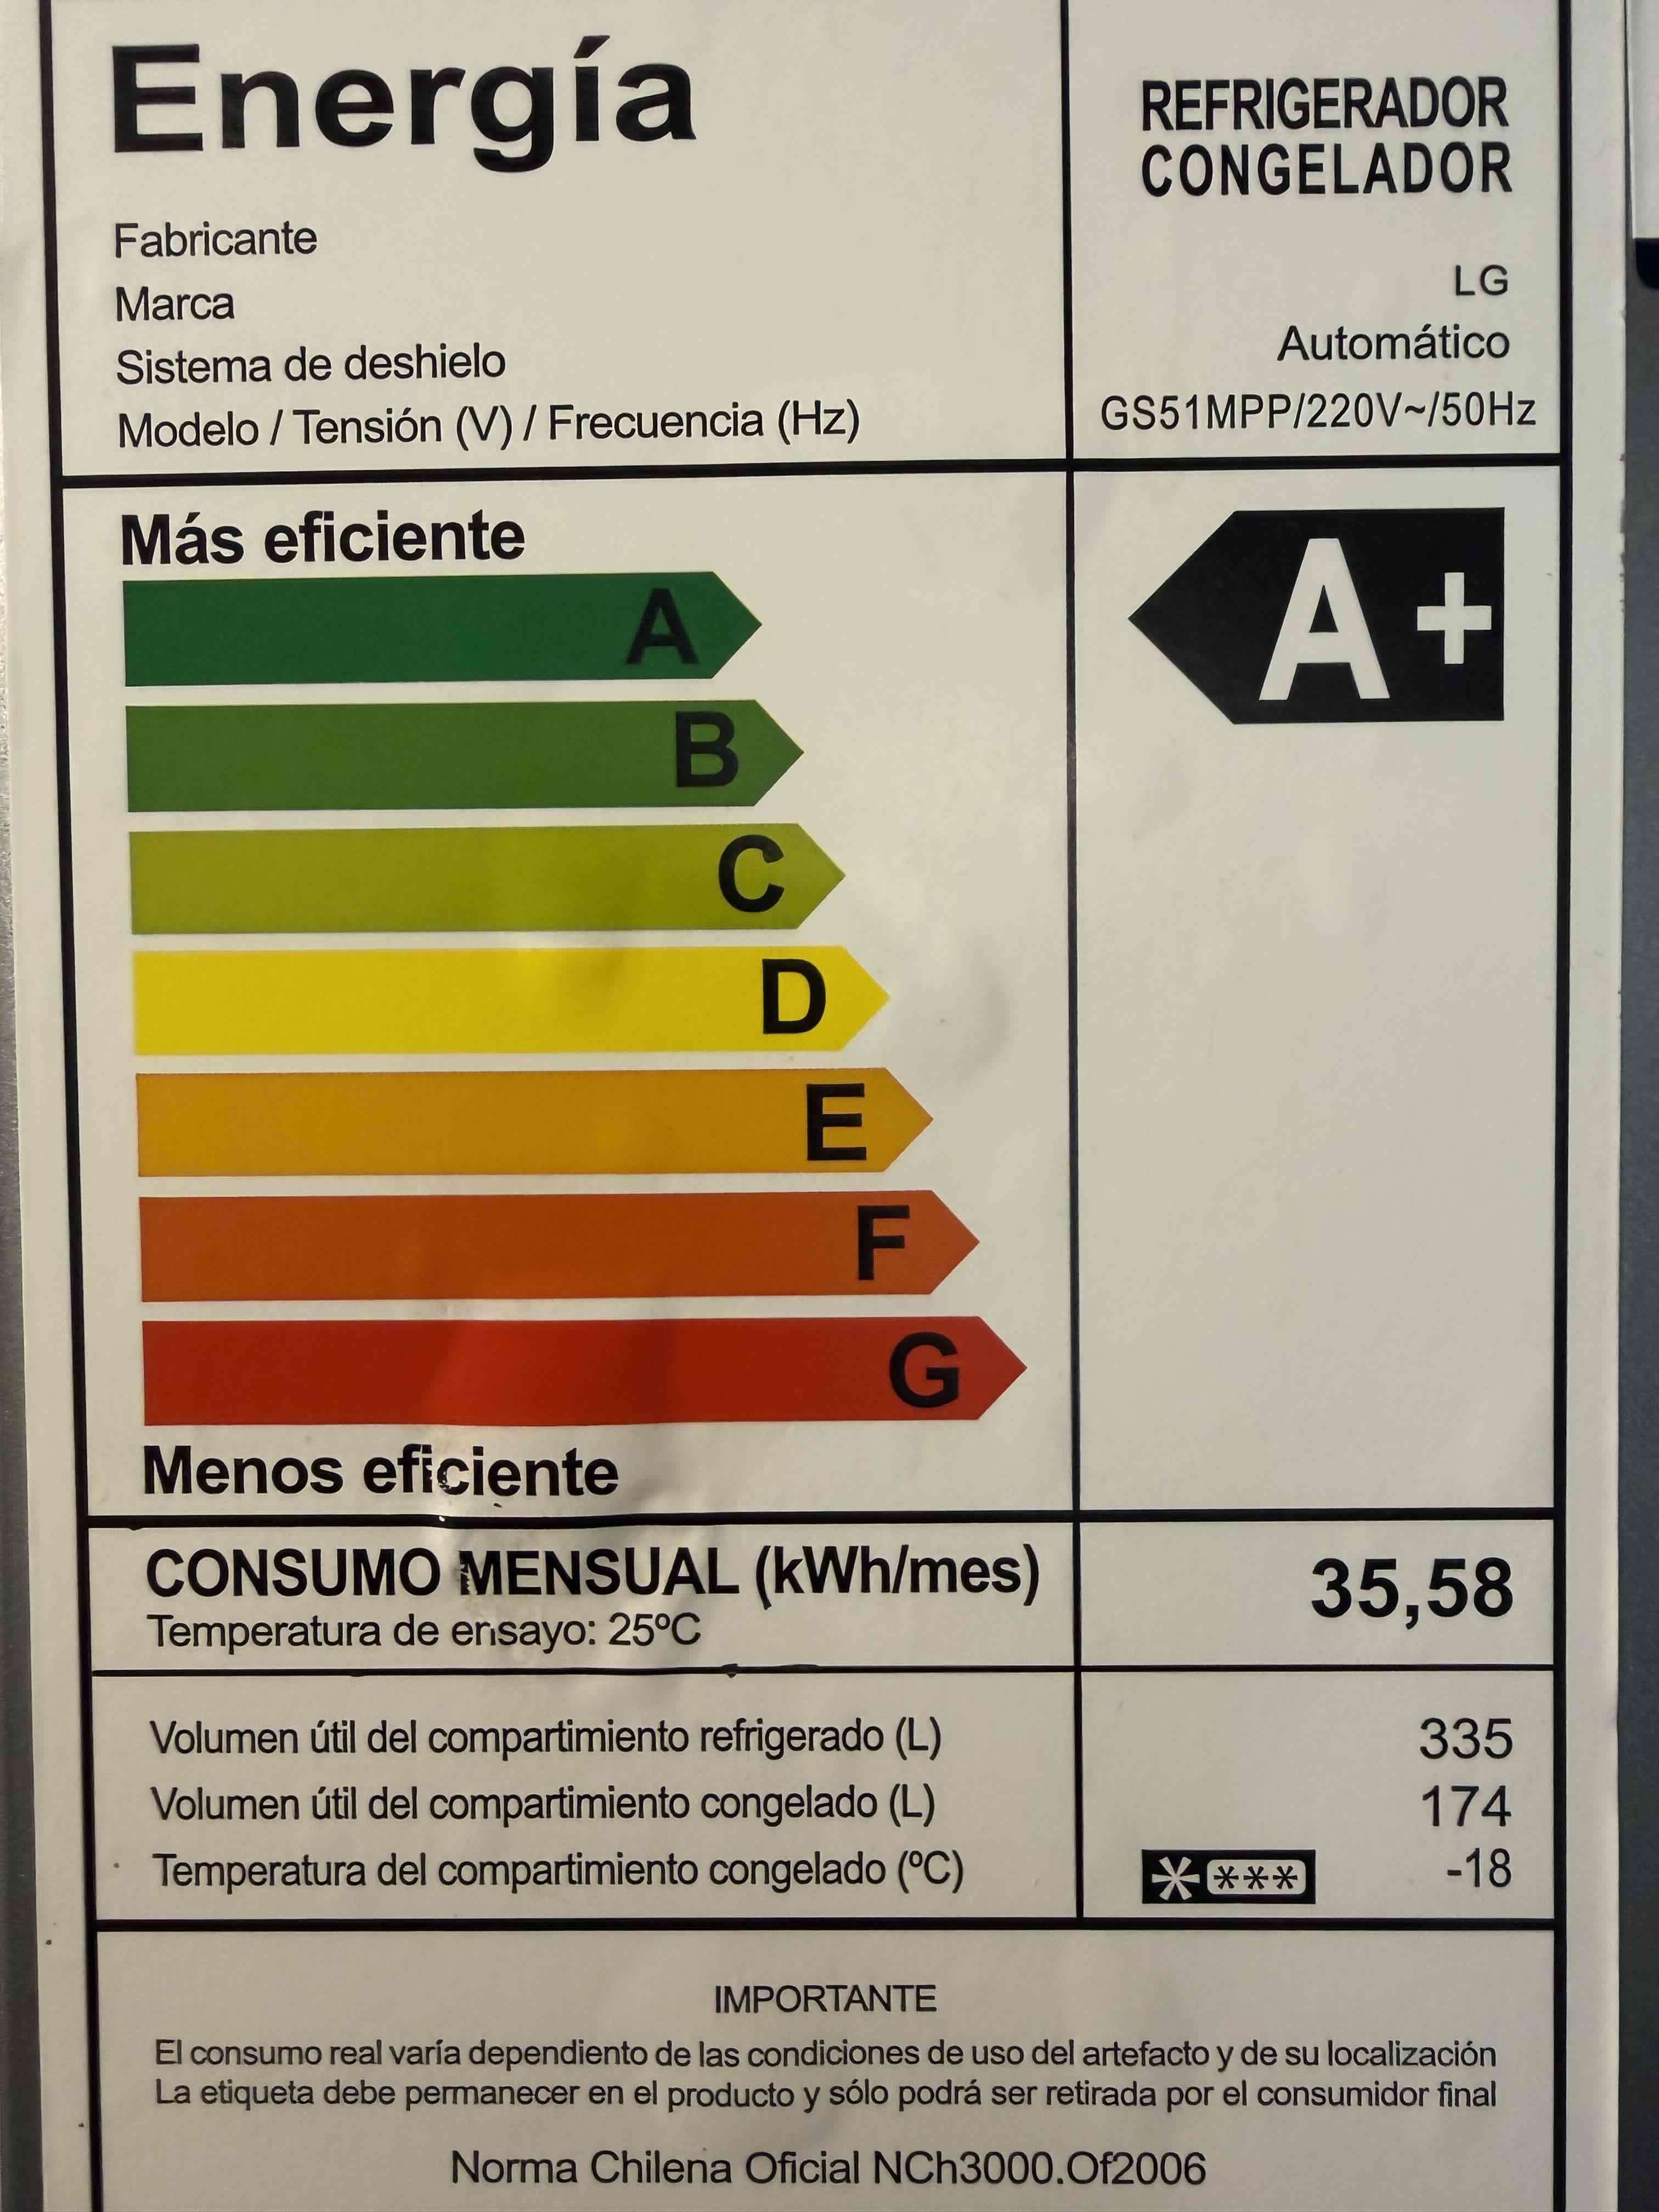 Energía
REFRIGERADOR
CONGELADOR
Fabricante
Marca
LG
Sistema de deshielo
Automático
Modelo / Tensión (V) / Frecuencia (Hz)
GS51MPP/220V~/50Hz
Más eficiente
A
A+
B
C
D
E
F
G
Menos eficiente
CONSUMO MENSUAL (kWh/mes)
35,58
Temperatura de ensayo: 25ºC
Volumen útil del compartimiento refrigerado (L)
335
Volumen útil del compartimiento congelado (L)
174
Temperatura del compartimiento congelado (ºC)
* *** -18
IMPORTANTE
El consumo real varía dependiento de las condiciones de uso del artefacto y de su localización
La etiqueta debe permanecer en el producto y sólo podrá ser retirada por el consumidor final
Norma Chilena Oficial NCh3000.Of2006